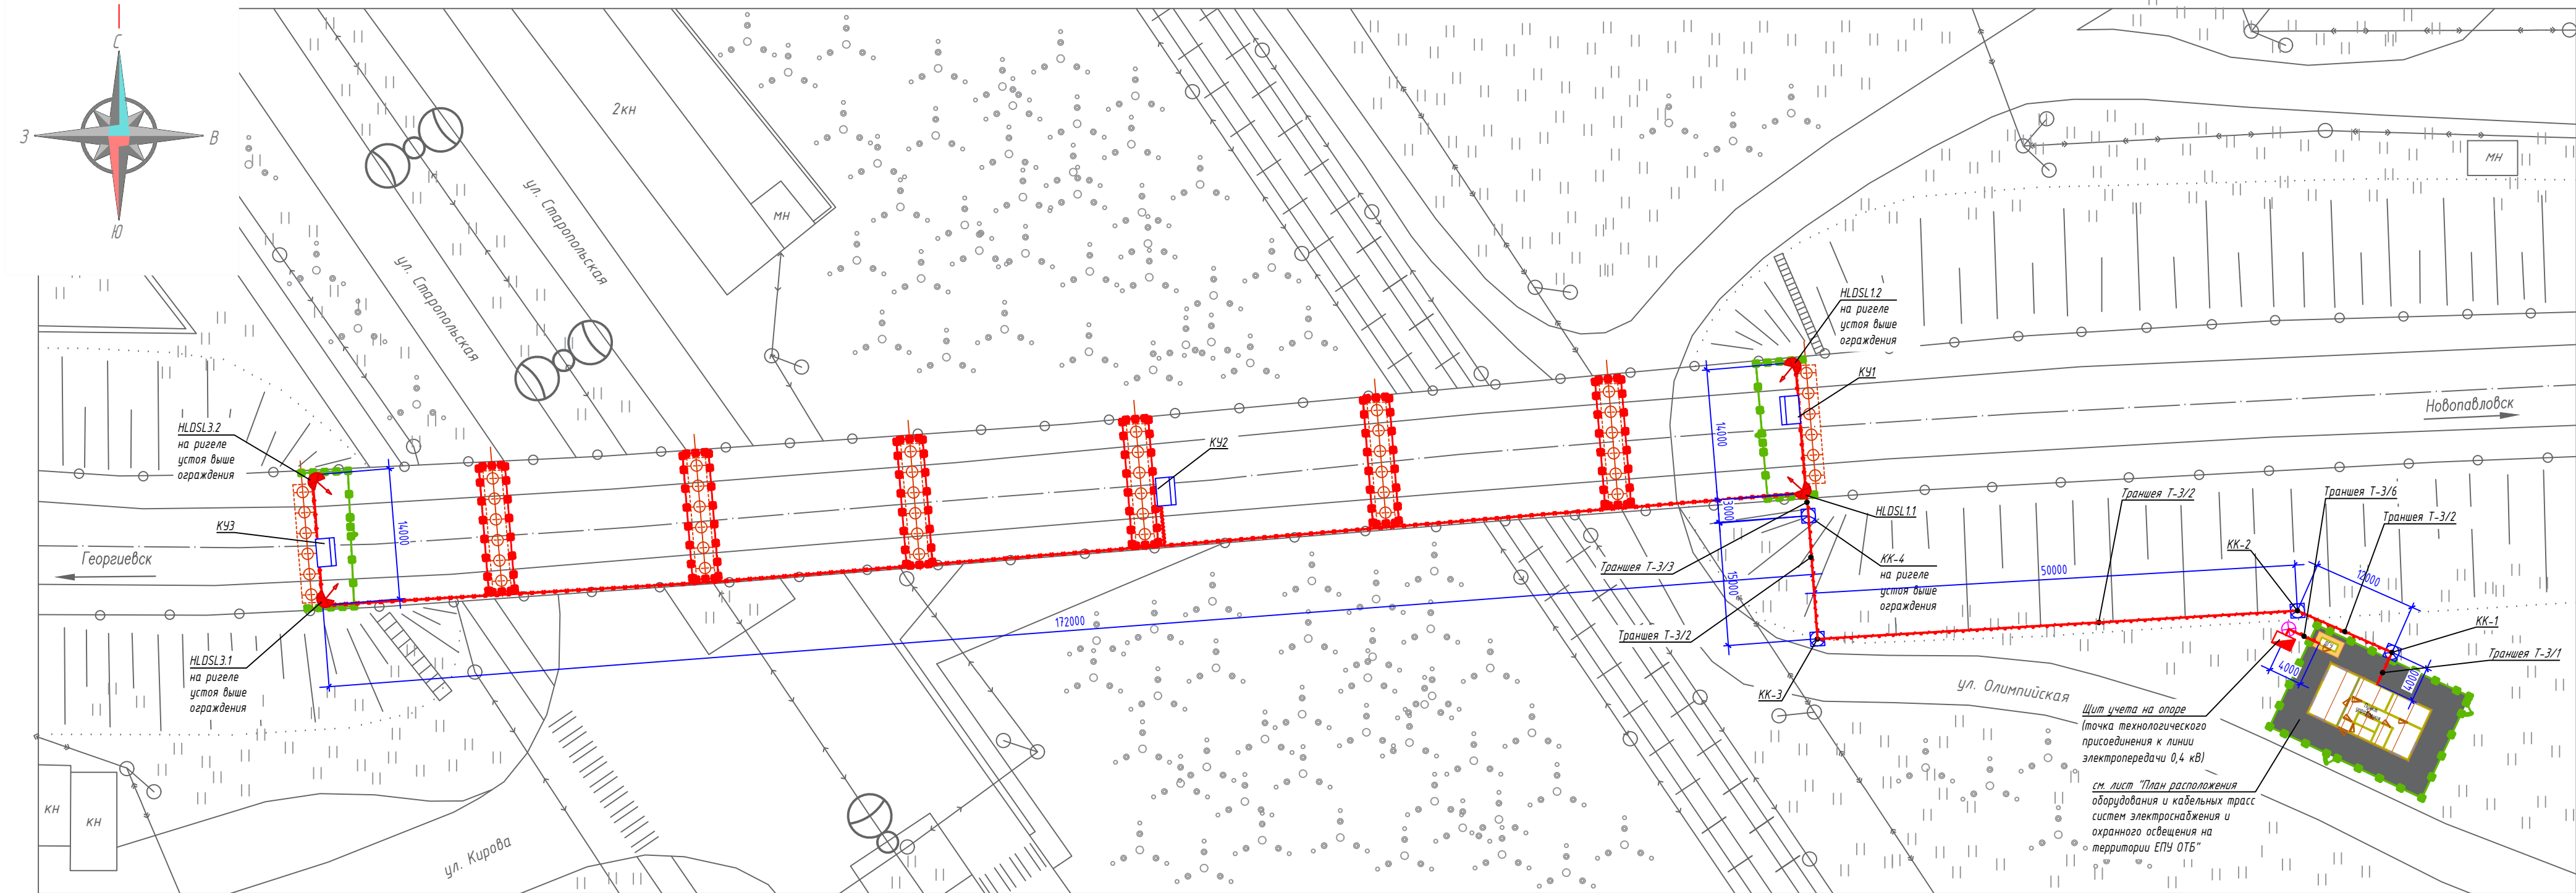 С
З
В
Ю
2кн
ул. Старопольская
ул. Старопольская
МН
МН
HLDSL1.2
на ригеле
устоя выше
ограждения
КУ1
Новопавловск
14000
3000
15000
HLDSL3.2
на ригеле
устоя выше
ограждения
КУ3
Георгиевск
14000
КУ2
HLDSL1.1
КК-4
на ригеле
устоя выше
ограждения
Траншея Т-3/3
Траншея Т-3/2
Траншея Т-3/2
Траншея Т-3/6
Траншея Т-3/2
КК-2
50000
12000
КК-1
Траншея Т-3/1
4000
4000
172000
HLDSL3.1
на ригеле
устоя выше
ограждения
КК-3
ул. Олимпийская
Щит учета на опоре
(точка технологического
присоединения к линии
электропередачи 0,4 кВ)
см. лист "План расположения
оборудования и кабельных трасс
систем электроснабжения и
охранного освещения на
территории ЕПУ ОТБ"
КН
КН
ул. Кирова